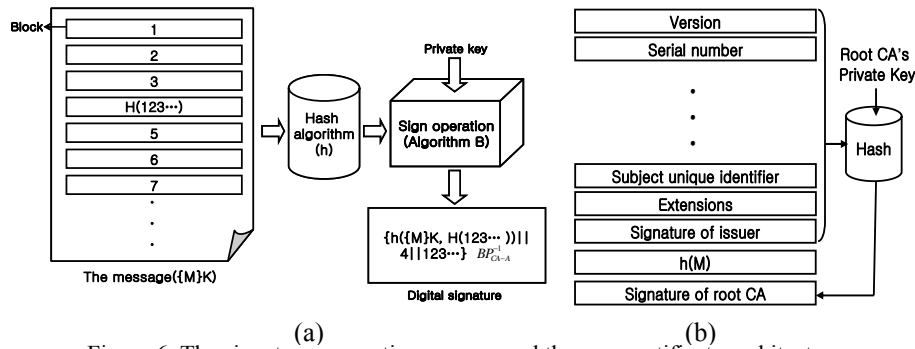 Block
1
2
3
H(123⋯)
5
6
7
The message({M}K)
Hash
algorithm
(h)
Private key
Sign operation
(Algorithm B)
{h({M}K, H(123⋯ ))||
4||123⋯} BP⁻¹CA-A
Digital signature
(a)
Version
Serial number
Subject unique identifier
Extensions
Signature of issuer
h(M)
Signature of root CA
Root CA's
Private Key
Hash
(b)